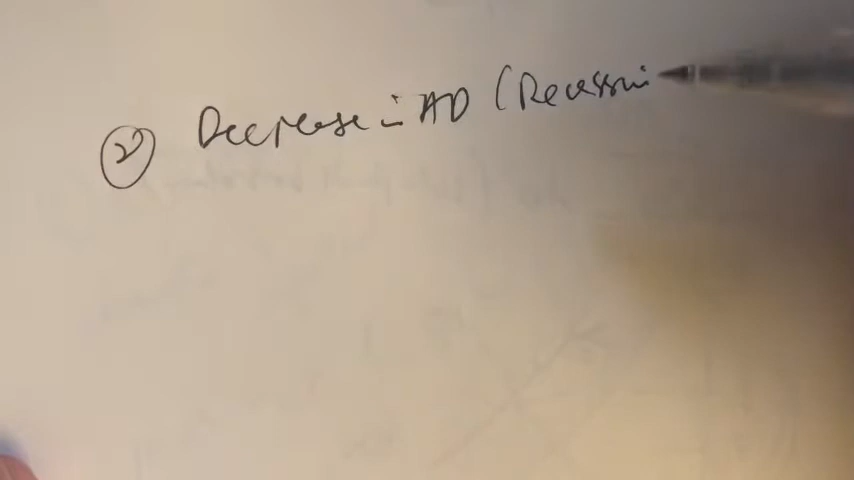 ② Decrease in AD (Recessi